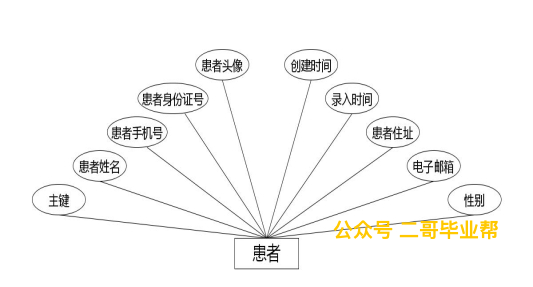 患者头像
创建时间
患者身份证号
录入时间
患者手机号
患者住址
患者姓名
电子邮箱
主键
性别
公众号 二哥毕业帮
患者